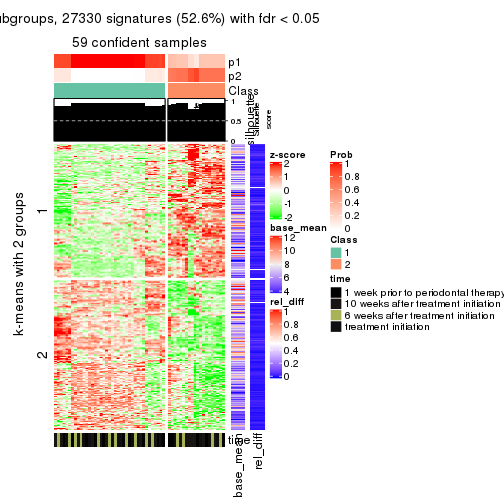 ubgroups, 27330 signatures (52.6%) with fdr < 0.05
59 confident samples
p1
p2
Class
1
0.5
0
silhouette
Silhouette
score
k-means with 2 groups
1
2
time
base_mean
rel_diff
z-score
2
1
0
-1
-2
base_mean
12
10
8
6
4
rel_diff
1
0.8
0.6
0.4
0.2
0
Prob
1
0.8
0.6
0.4
0.2
0
Class
1
2
time
1 week prior to periodontal therapy
10 weeks after treatment initiation
6 weeks after treatment initiation
treatment initiation